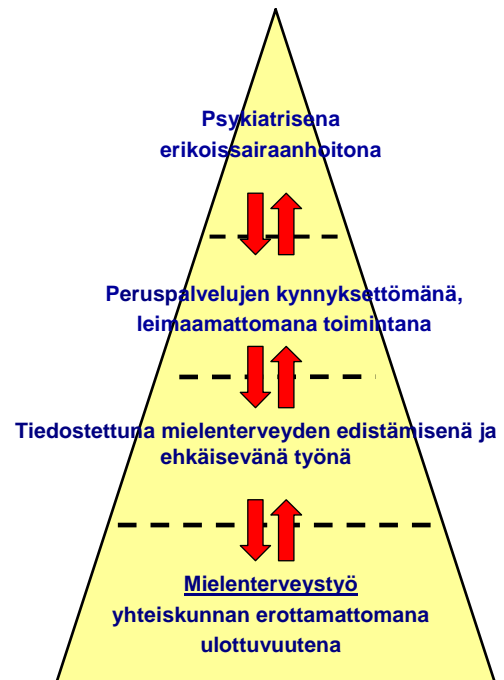 Psykiatrisena
erikoissairaanhoitona
Peruspalvelujen kynnyksettömänä,
leimaamattomana toimintana
Tiedostettuna mielenterveyden edistämisenä ja
ehkäisevänä työnä
Mielenterveystyö
yhteiskunnan erottamattomana
ulottuvuutena